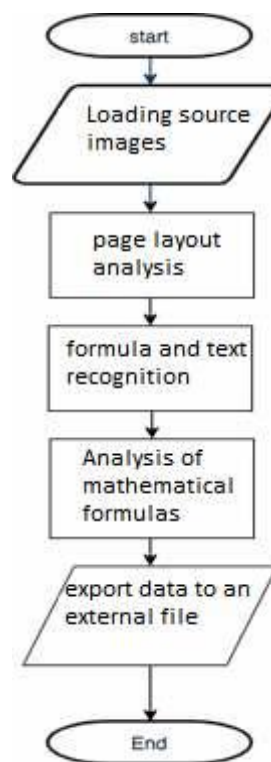 start
Loading source
images
page layout
analysis
formula and text
recognition
Analysis of
mathematical
formulas
export data to an
external file
End